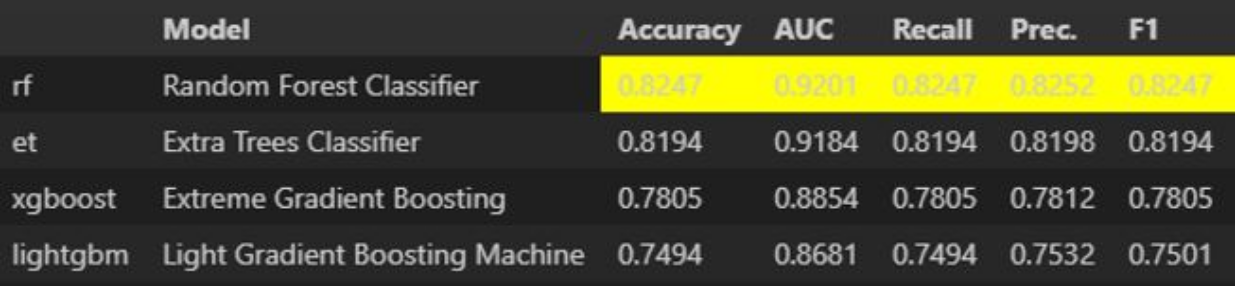 Model Accuracy AUC Recall Prec. F1
rf Random Forest Classifier 0.8247 0.9201 0.8247 0.8252 0.8247
et Extra Trees Classifier 0.8194 0.9184 0.8194 0.8198 0.8194
xgboost Extreme Gradient Boosting 0.7805 0.8854 0.7805 0.7812 0.7805
lightgbm Light Gradient Boosting Machine 0.7494 0.8681 0.7494 0.7532 0.7501